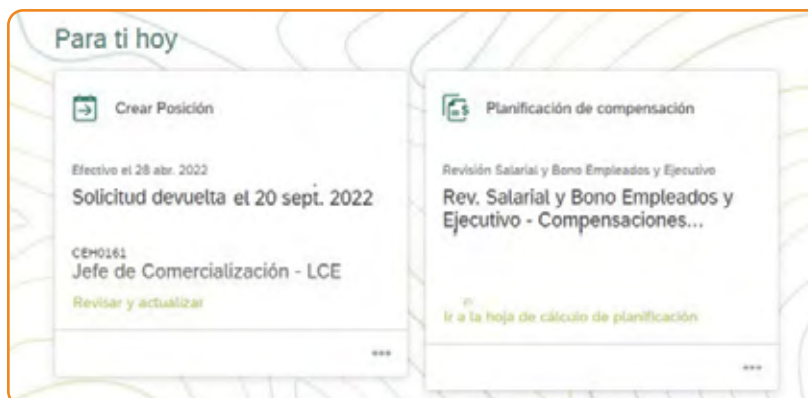 Para ti hoy
Crear Posición
Efectivo el 28 abr. 2022
Solicitud devuelta el 20 sept. 2022
CEH0161
Jefe de Comercialización - LCE
Revisar y actualizar
Planificación de compensación
Revisión Salarial y Bono Empleados y Ejecutivo
Rev. Salarial y Bono Empleados y
Ejecutivo - Compensaciones...
Ir a la hoja de cálculo de planificación